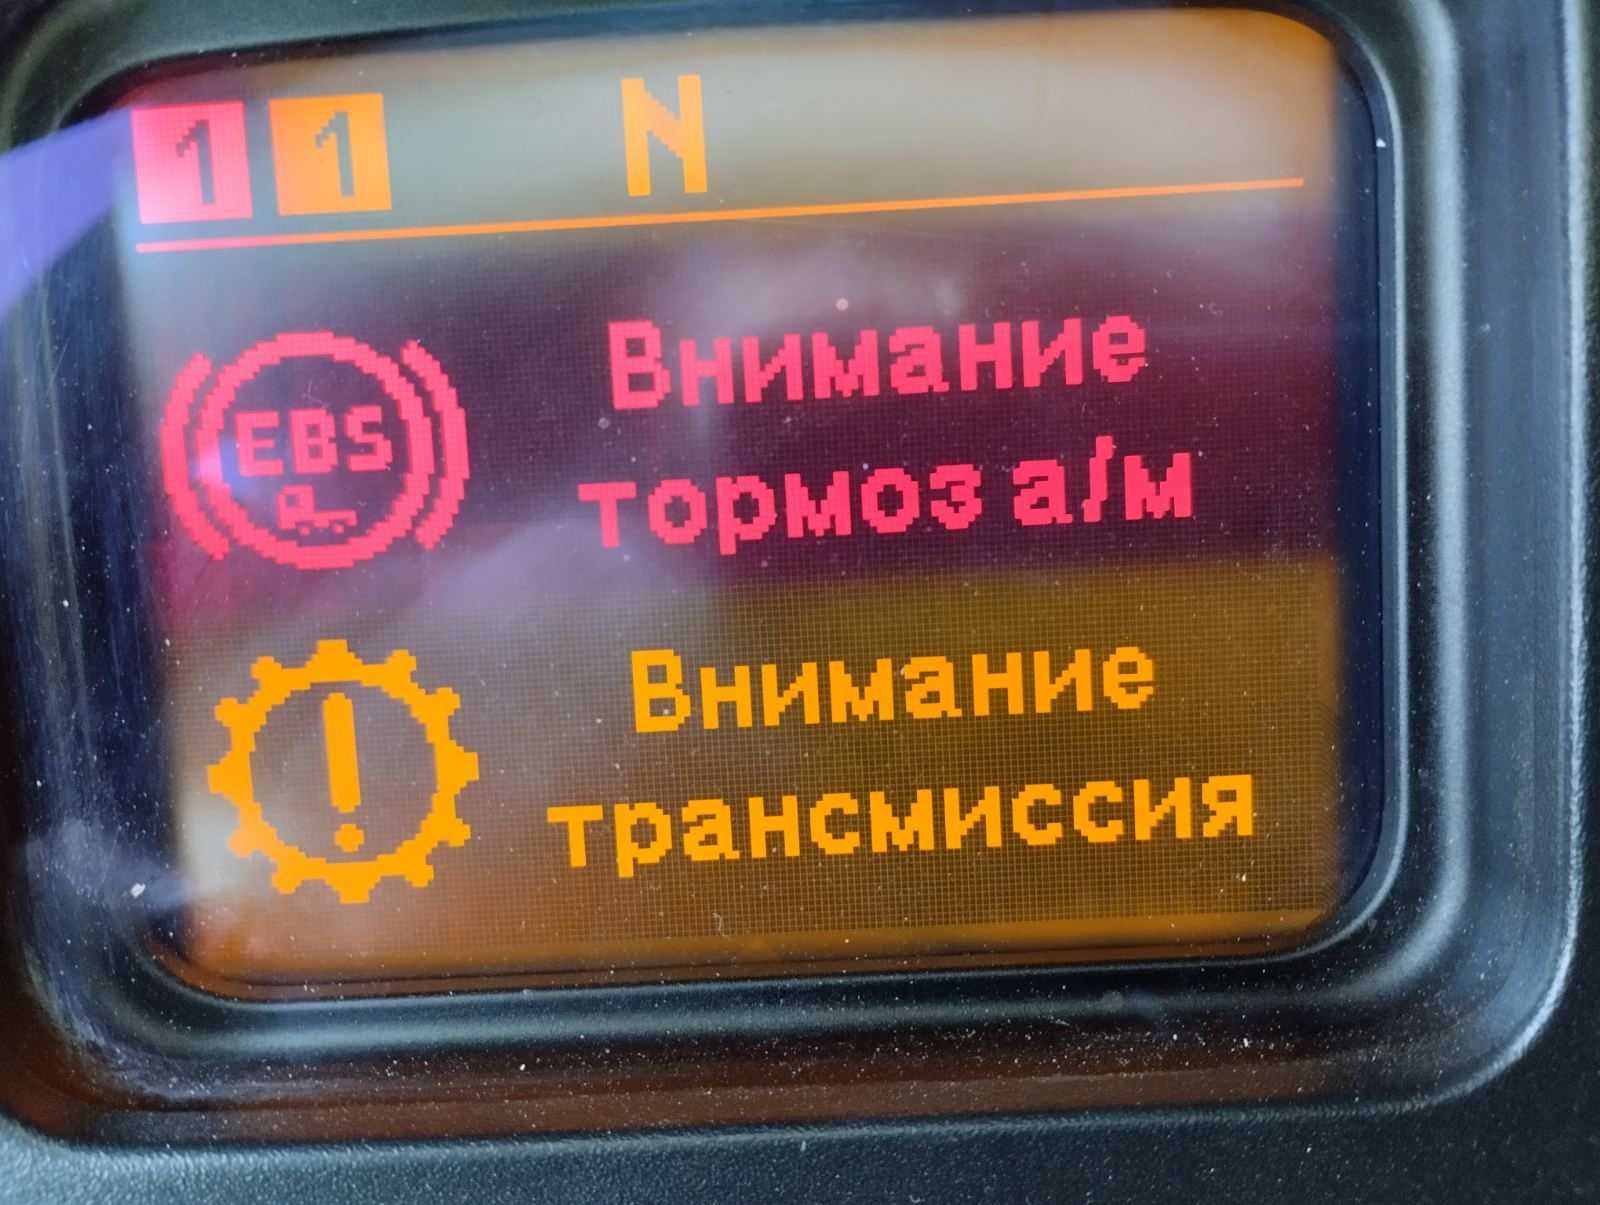 1 1 N
EBS
Внимание
тормоз а/м
Внимание
трансмиссия